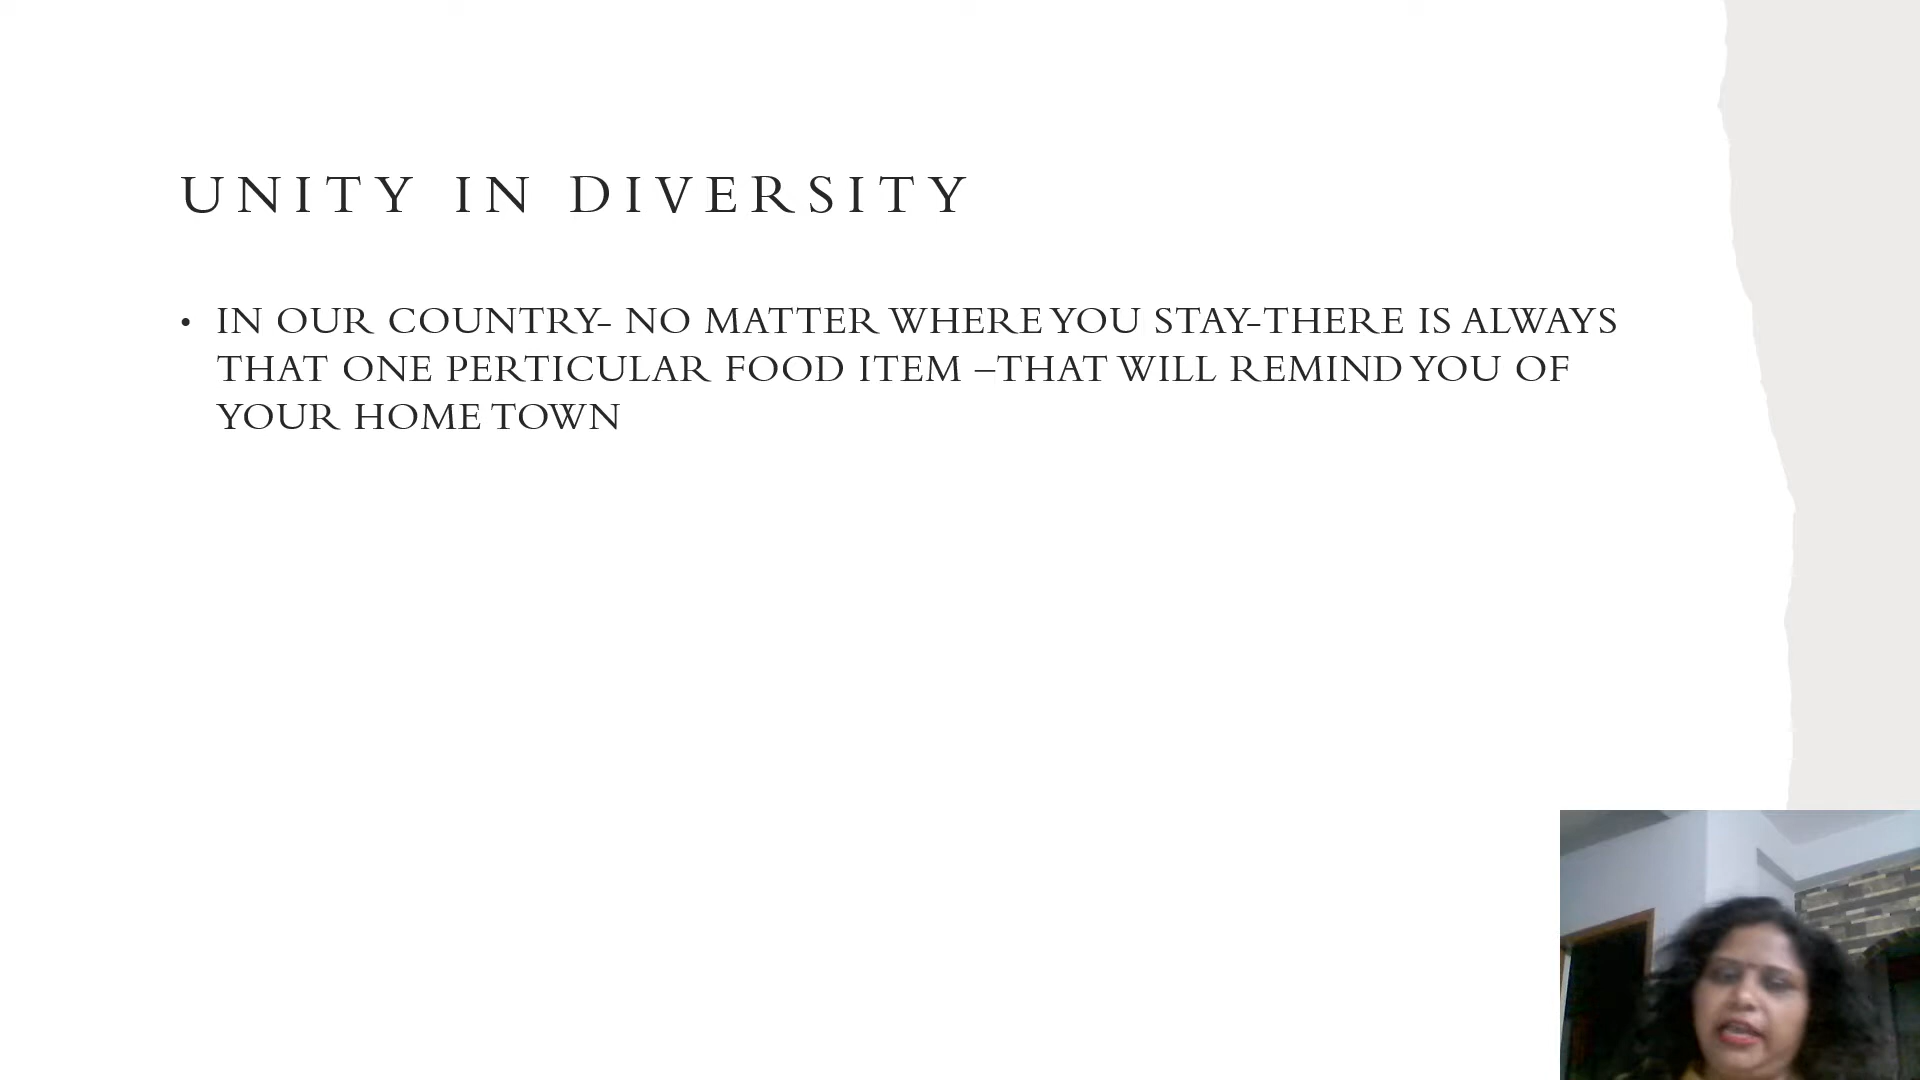 UNITY IN DIVERSITY
• IN OUR COUNTRY- NO MATTER WHERE YOU STAY-THERE IS ALWAYS
THAT ONE PERTICULAR FOOD ITEM –THAT WILL REMIND YOU OF
YOUR HOME TOWN